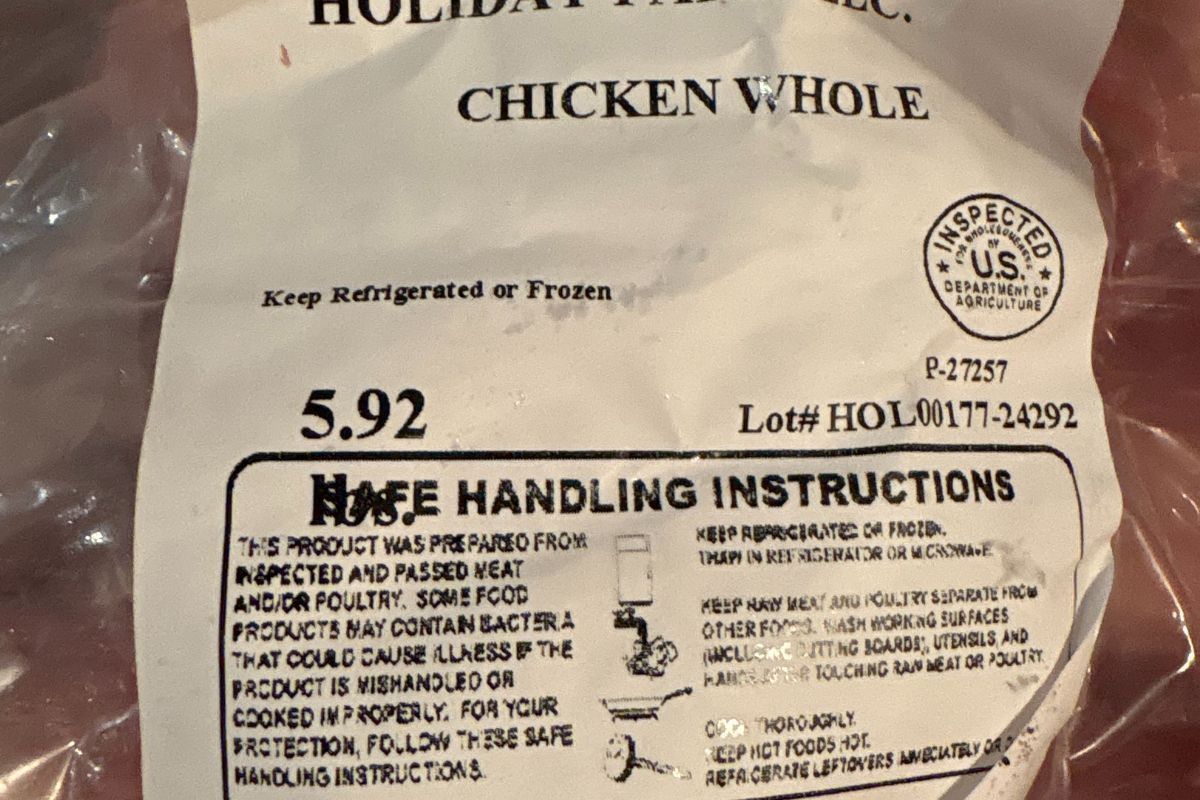 HOLIDAY
CHICKEN WHOLE
INSPECTED
FOR WHOLESOMENESS
BY
U.S.
DEPARTMENT OF
AGRICULTURE
Keep Refrigerated or Frozen
P-27257
5.92
Lot# HOL00177-24292
lbs.
SAFE HANDLING INSTRUCTIONS
THIS PRODUCT WAS PREPARED FROM
INSPECTED AND PASSED MEAT
AND/OR POULTRY. SOME FOOD
PRODUCTS MAY CONTAIN BACTERIA
THAT COULD CAUSE ILLNESS IF THE
PRODUCT IS MISHANDLED OR
COOKED IMPROPERLY. FOR YOUR
PROTECTION, FOLLOW THESE SAFE
HANDLING INSTRUCTIONS.
KEEP REFRIGERATED OR FROZEN.
THAW IN REFRIGERATOR OR MICROWAVE.
KEEP RAW MEAT AND POULTRY SEPARATE FROM
OTHER FOODS. WASH WORKING SURFACES
(INCLUDING CUTTING BOARDS), UTENSILS, AND
HANDS AFTER TOUCHING RAW MEAT OR POULTRY.
COOK THOROUGHLY.
KEEP HOT FOODS HOT.
REFRIGERATE LEFTOVERS IMMEDIATELY OR